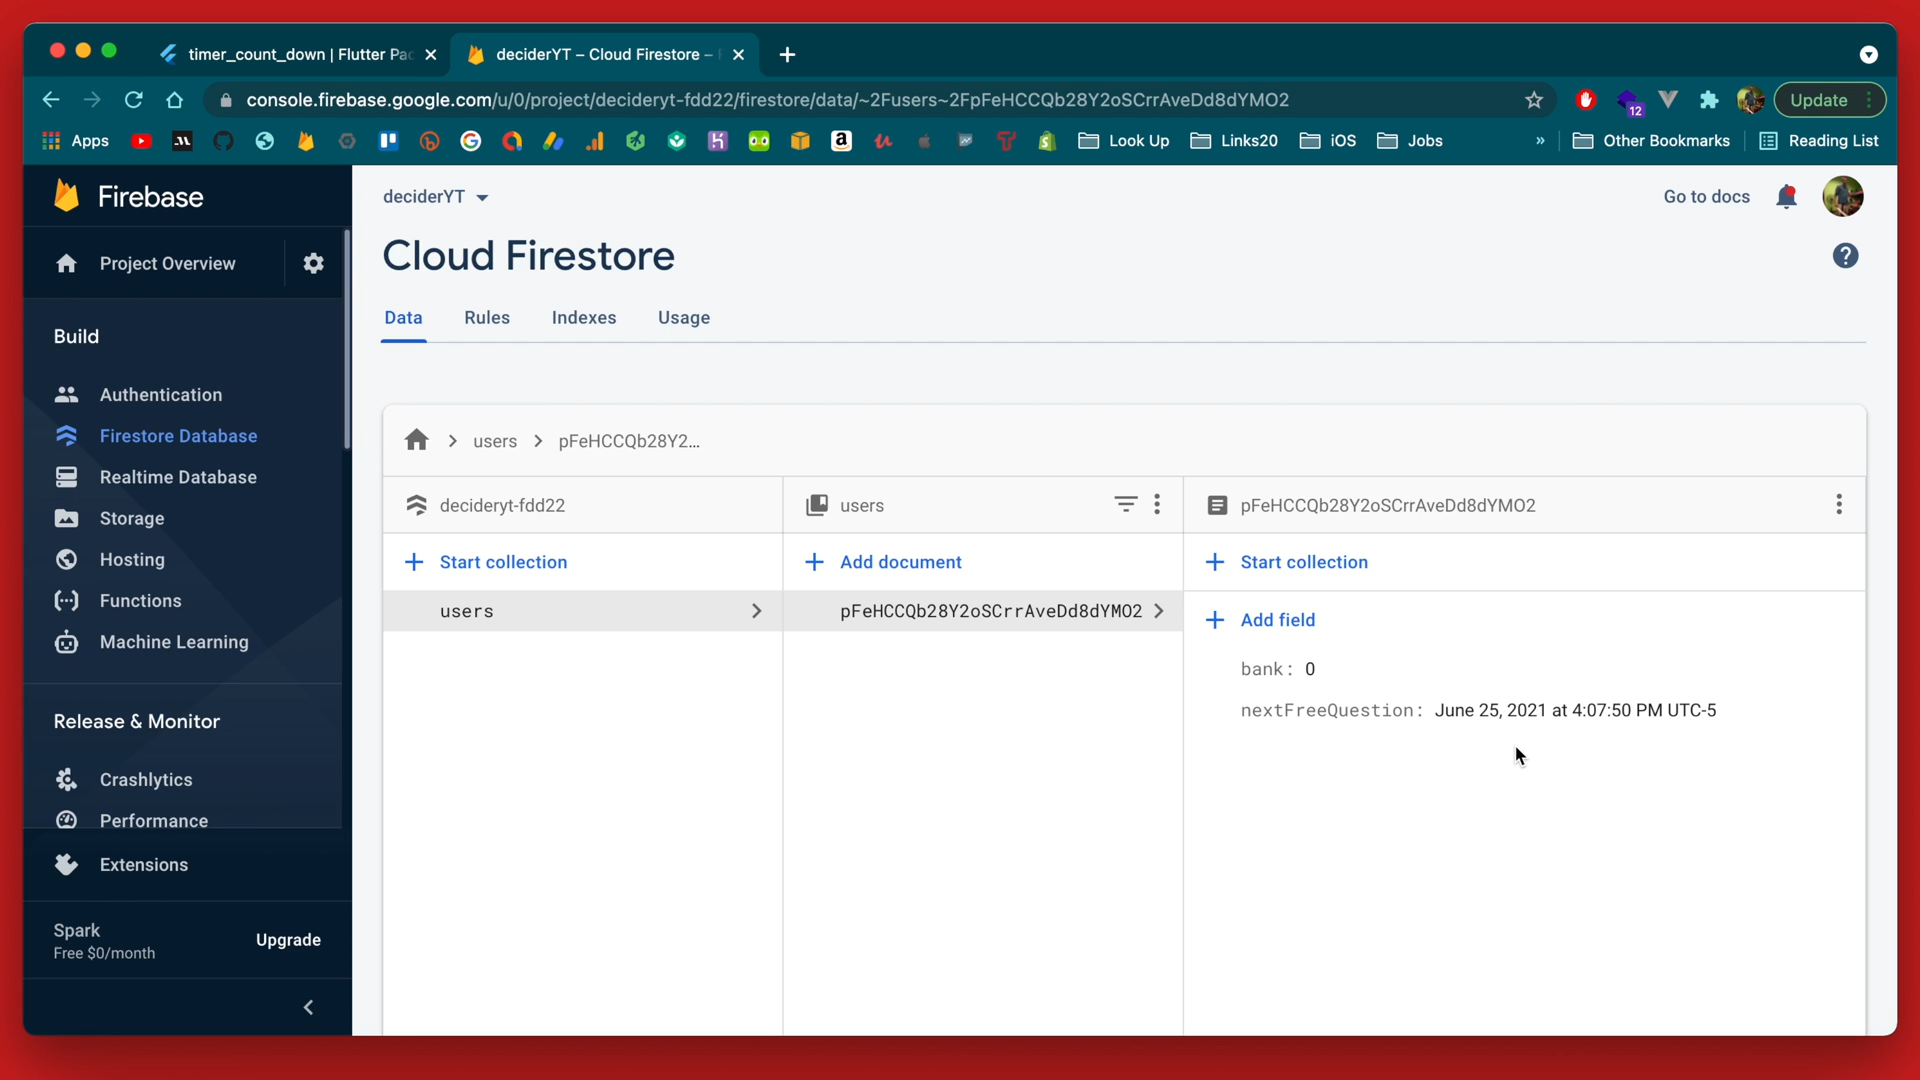 timer_count_down | Flutter Pac
deciderYT – Cloud Firestore –
console.firebase.google.com/u/0/project/decideryt-fdd22/firestore/data/~2Fusers~2FpFeHCCQb28Y2oSCrrAveDd8dYMO2
12
Update
Apps
Look Up
Links20
iOS
Jobs
»
Other Bookmarks
Reading List
Firebase
deciderYT
Go to docs
Project Overview
Cloud Firestore
Data
Rules
Indexes
Usage
Build
Authentication
Firestore Database
Realtime Database
Storage
Hosting
Functions
Machine Learning
Release & Monitor
Crashlytics
Performance
Extensions
Spark
Free $0/month
Upgrade
users
pFeHCCQb28Y2...
decideryt-fdd22
users
pFeHCCQb28Y2oSCrrAveDd8dYMO2
+ Start collection
+ Add document
+ Start collection
users
pFeHCCQb28Y2oSCrrAveDd8dYMO2
+ Add field
bank: 0
nextFreeQuestion: June 25, 2021 at 4:07:50 PM UTC-5